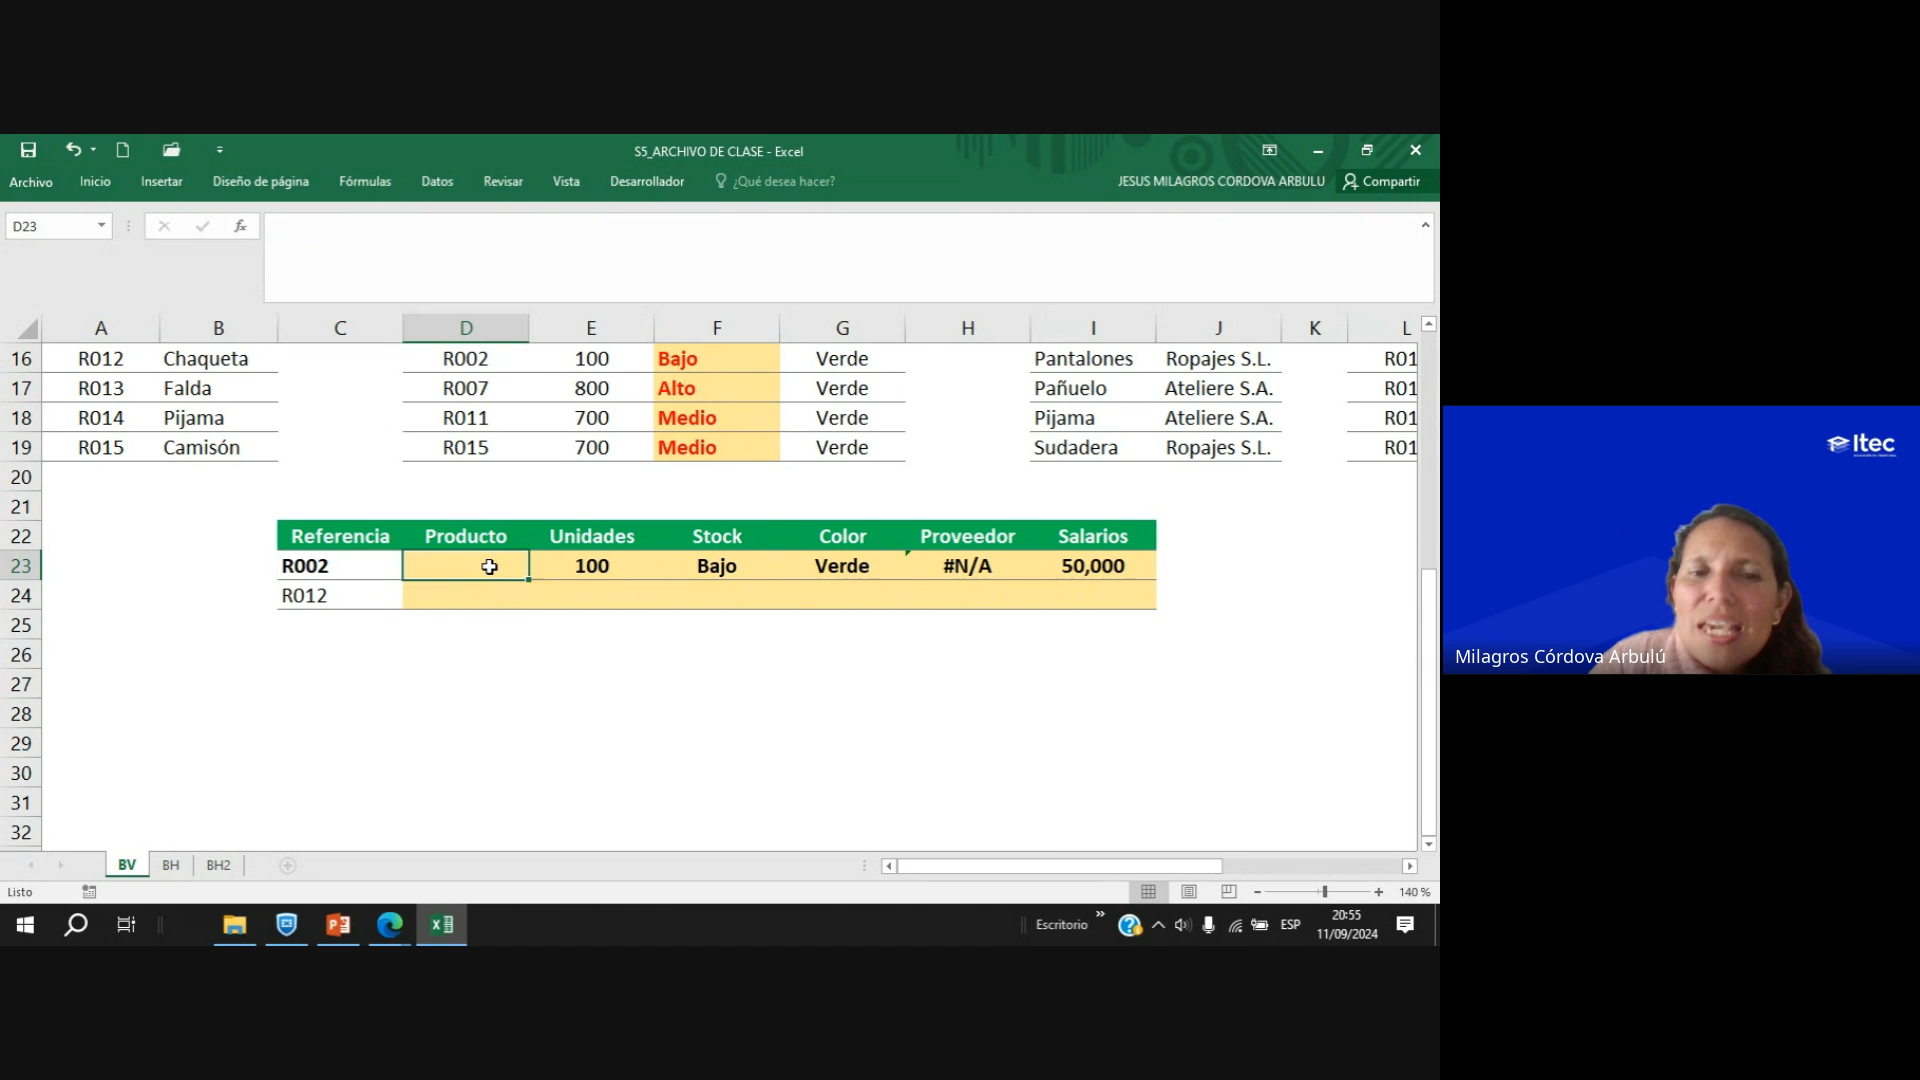 S5_ARCHIVO DE CLASE - Excel
Archivo Inicio Insertar Diseño de página Fórmulas Datos Revisar Vista Desarrollador ¿Qué desea hacer? JESUS MILAGROS CORDOVA ARBULU Compartir
D23 fx
A B C D E F G H I J K L
16 R012 Chaqueta R002 100 Bajo Verde Pantalones Ropajes S.L. R01
17 R013 Falda R007 800 Alto Verde Pañuelo Ateliere S.A. R01
18 R014 Pijama R011 700 Medio Verde Pijama Ateliere S.A. R01
19 R015 Camisón R015 700 Medio Verde Sudadera Ropajes S.L. R01
20
21
22 Referencia Producto Unidades Stock Color Proveedor Salarios
23 R002 100 Bajo Verde #N/A 50,000
24 R012
25
26
27
28
29
30
31
32
BV BH BH2
Listo 140 %
Escritorio » ESP 20:55
11/09/2024
Itec
Milagros Córdova Arbulú